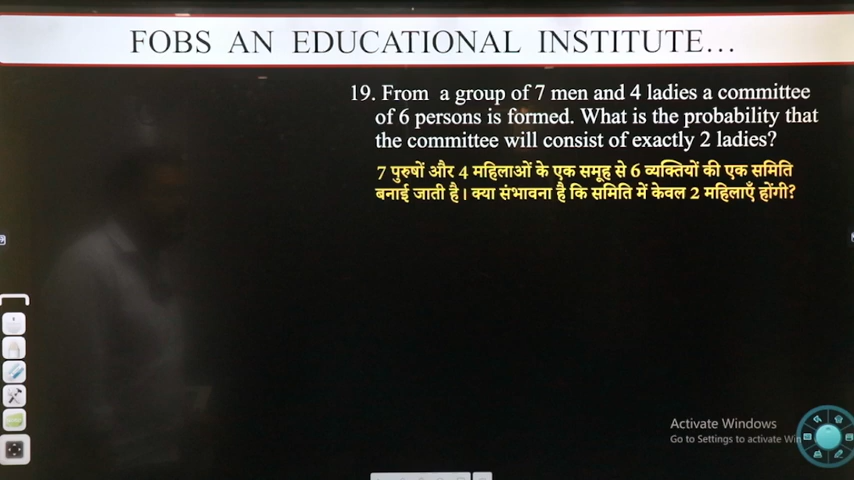 FOBS AN EDUCATIONAL INSTITUTE...
19. From a group of 7 men and 4 ladies a committee
of 6 persons is formed. What is the probability that
the committee will consist of exactly 2 ladies?
7 पुरुषों और 4 महिलाओं के एक समूह से 6 व्यक्तियों की एक समिति
बनाई जाती है। क्या संभावना है कि समिति में केवल 2 महिलाएँ होंगी?
Activate Windows
Go to Settings to activate Win